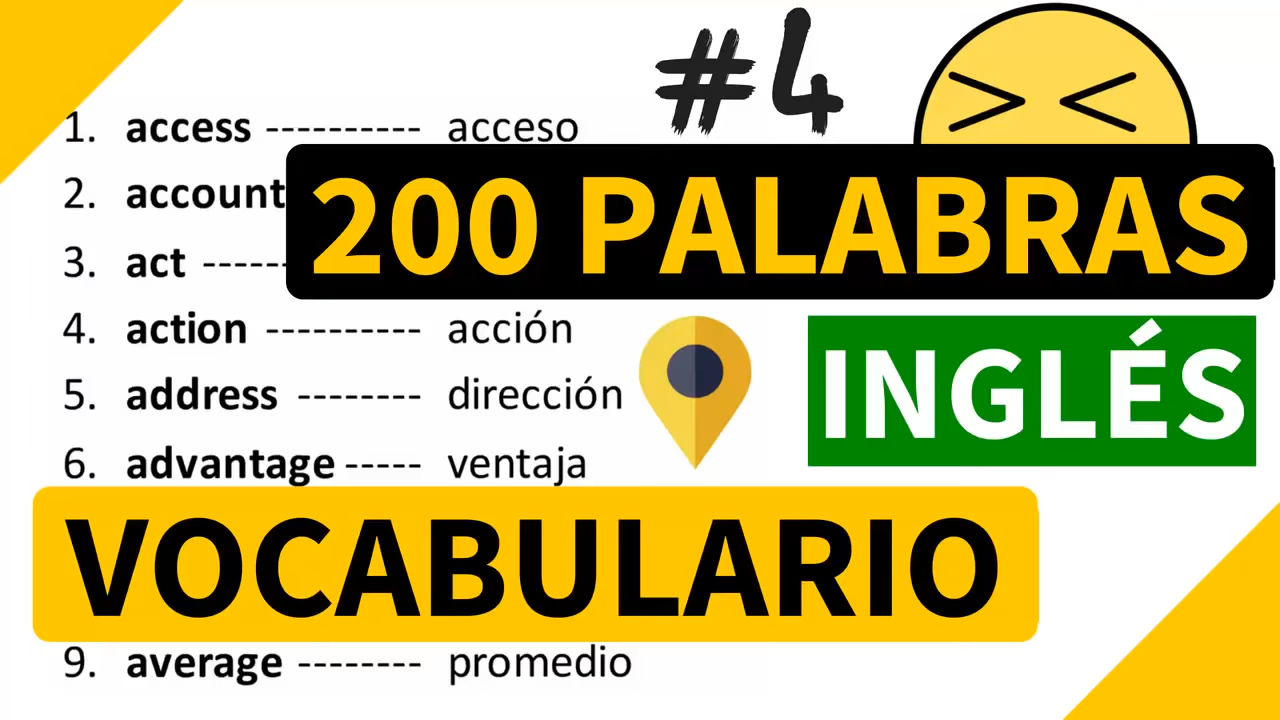 #4
1. access ---------- acceso
2. account
200 PALABRAS
3. act ------
4. action ---------- acción
INGLÉS
5. address -------- dirección
6. advantage ----- ventaja
VOCABULARIO
9. average -------- promedio